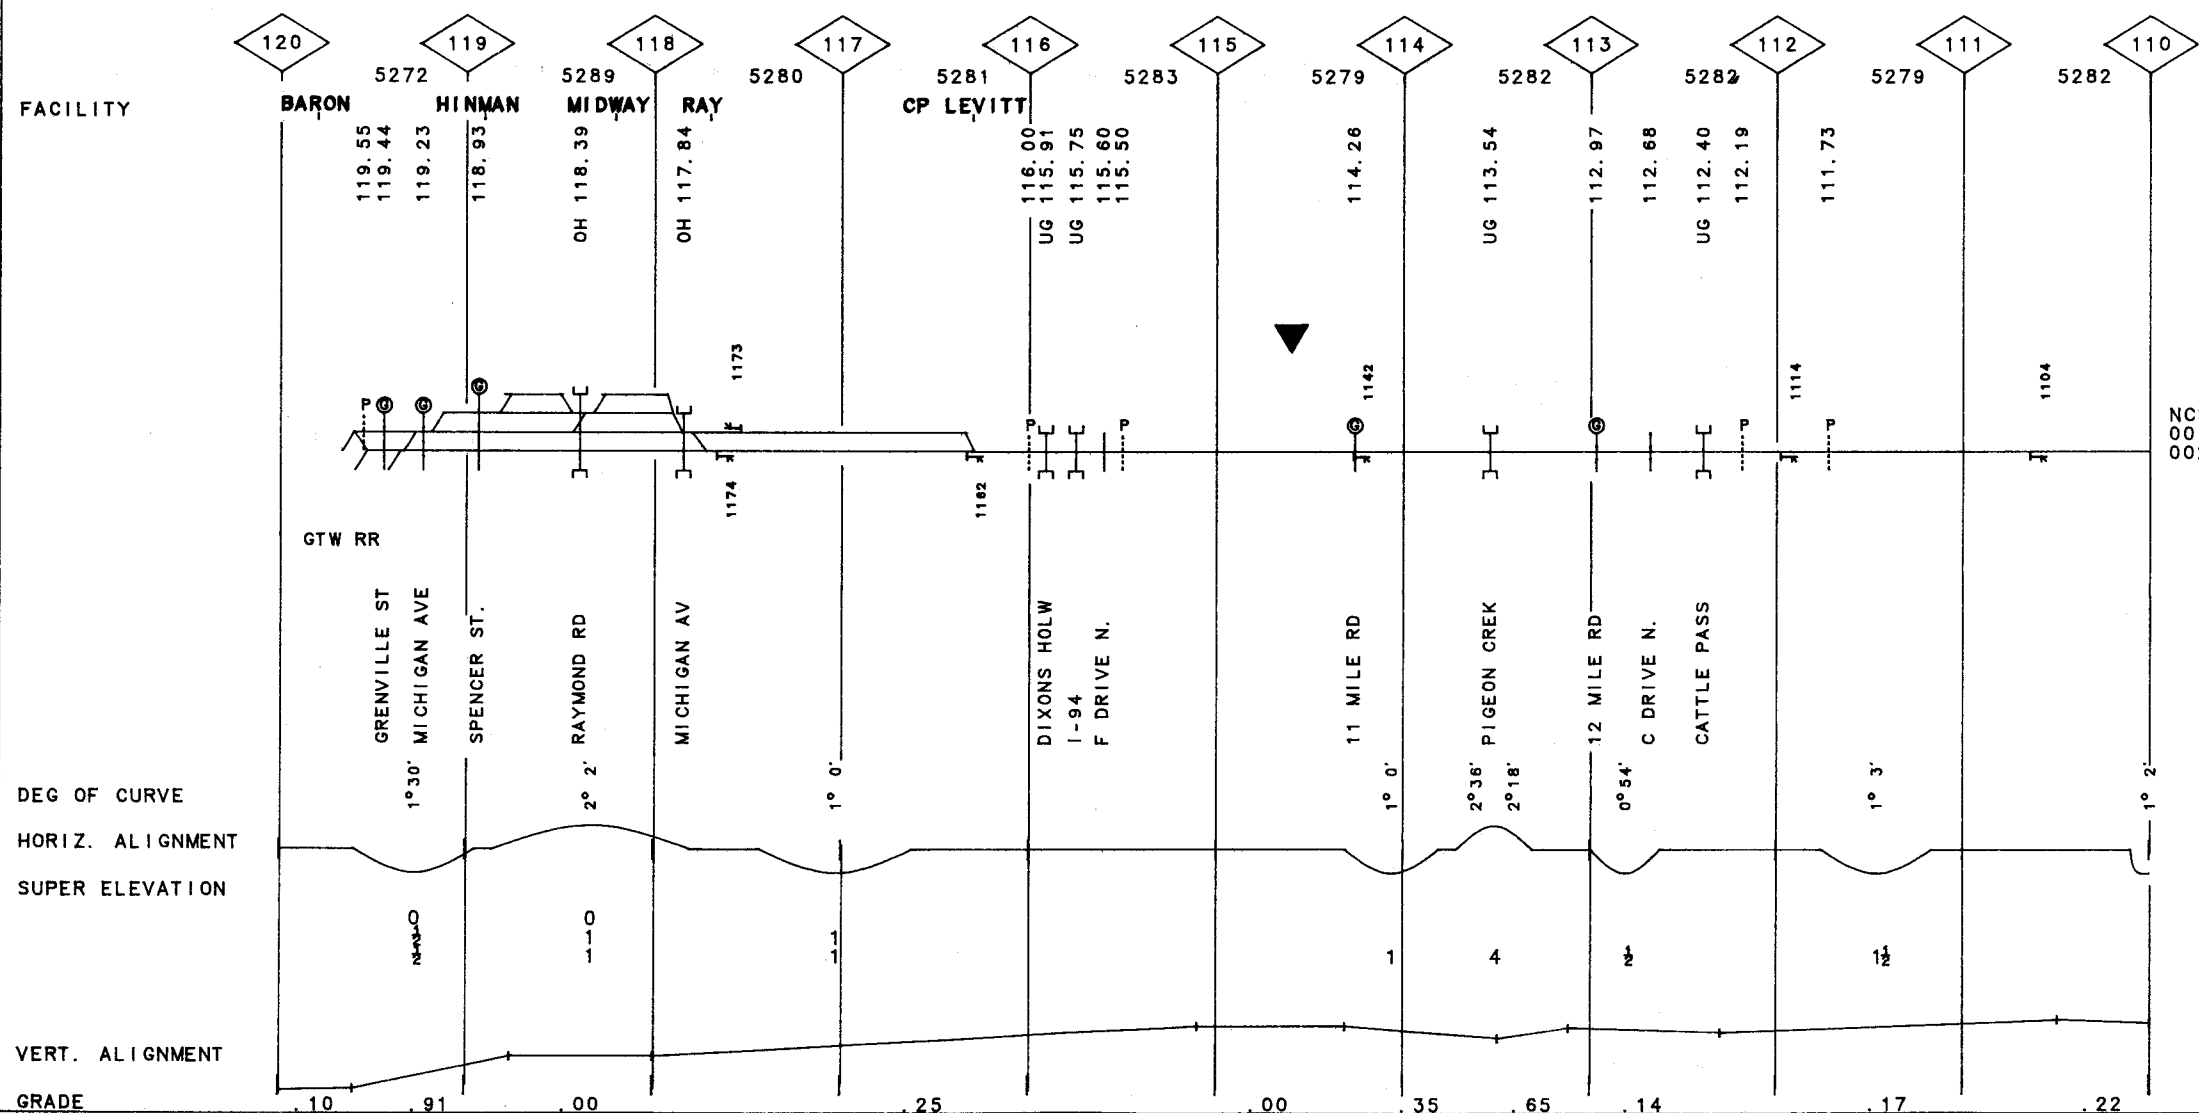 120 119 118 117 116 115 114 113 112 111 110
5272 5289 5280 5281 5283 5279 5282 5282 5279 5282
FACILITY BARON HINMAN MIDWAY RAY CP LEVITT
119.55
119.44
119.23
118.93
OH 118.39
OH 117.84
116.00
UG 115.91
UG 115.75
115.60
115.50
114.26
UG 113.54
112.97
112.68
UG 112.40
112.19
111.73
1173
1142
1114
1104
P G G G P P G G P P
NC
00
00
1174
1162
GTW RR
GRENVILLE ST
MICHIGAN AVE
SPENCER ST.
RAYMOND RD
MICHIGAN AV
DIXONS HOLW
I-94
F DRIVE N.
11 MILE RD
PIGEON CREK
12 MILE RD
C DRIVE N.
CATTLE PASS
DEG OF CURVE
1°30'
2° 2'
1° 0'
1° 0'
2°36'
2°18'
0°54'
1° 3'
1° 2'
HORIZ. ALIGNMENT
SUPER ELEVATION
0 0
1 1
1 1 1 4 ½ 1½
VERT. ALIGNMENT
GRADE .10 .91 .00 .25 .00 .35 .65 .14 .17 .22